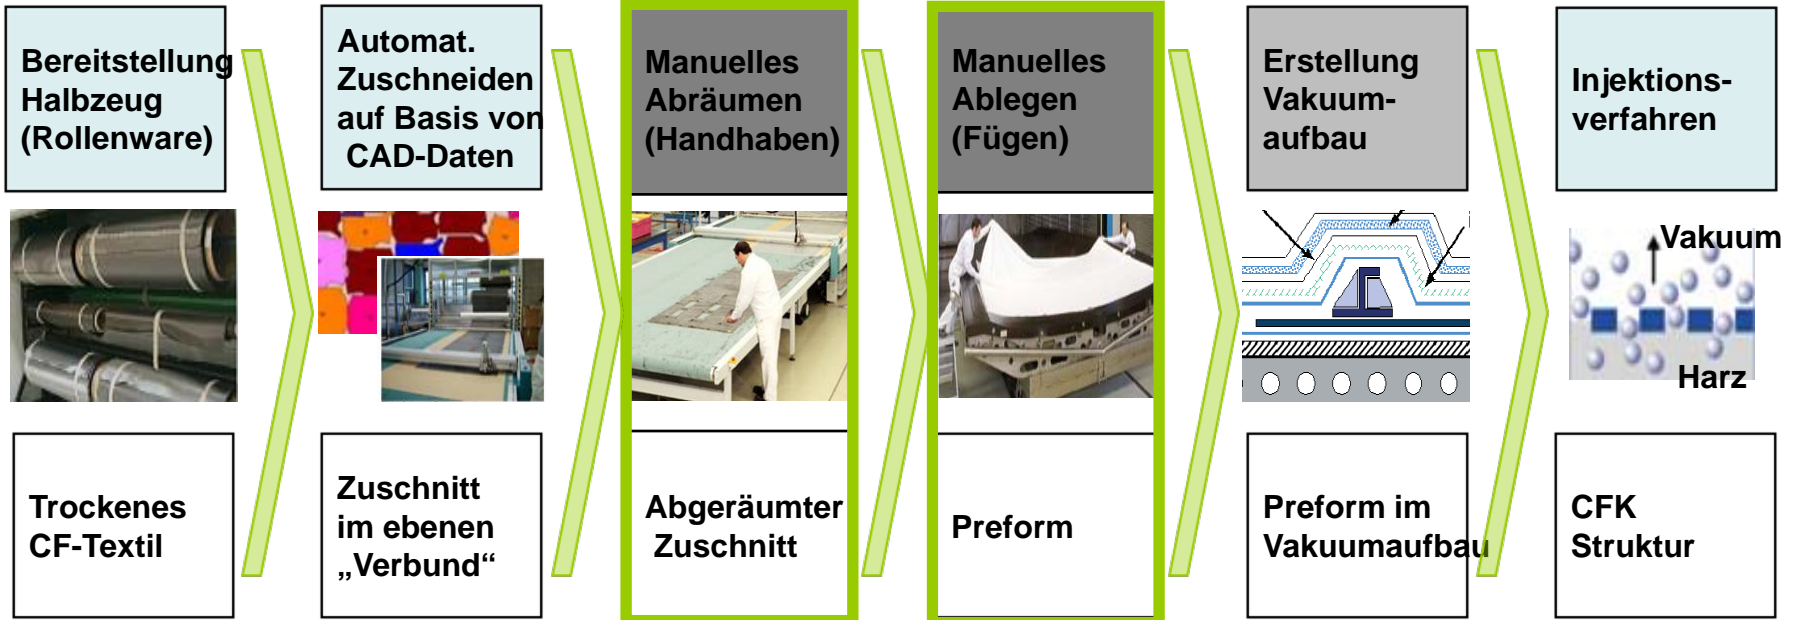 Bereitstellung
Halbzeug
(Rollenware)
Automat.
Zuschneiden
auf Basis von
CAD-Daten
Manuelles
Abräumen
(Handhaben)
Manuelles
Ablegen
(Fügen)
Erstellung
Vakuum-
aufbau
Injektions-
verfahren
Vakuum
Harz
Trockenes
CF-Textil
Zuschnitt
im ebenen
„Verbund“
Abgeräumter
Zuschnitt
Preform
Preform im
Vakuumaufbau
CFK
Struktur